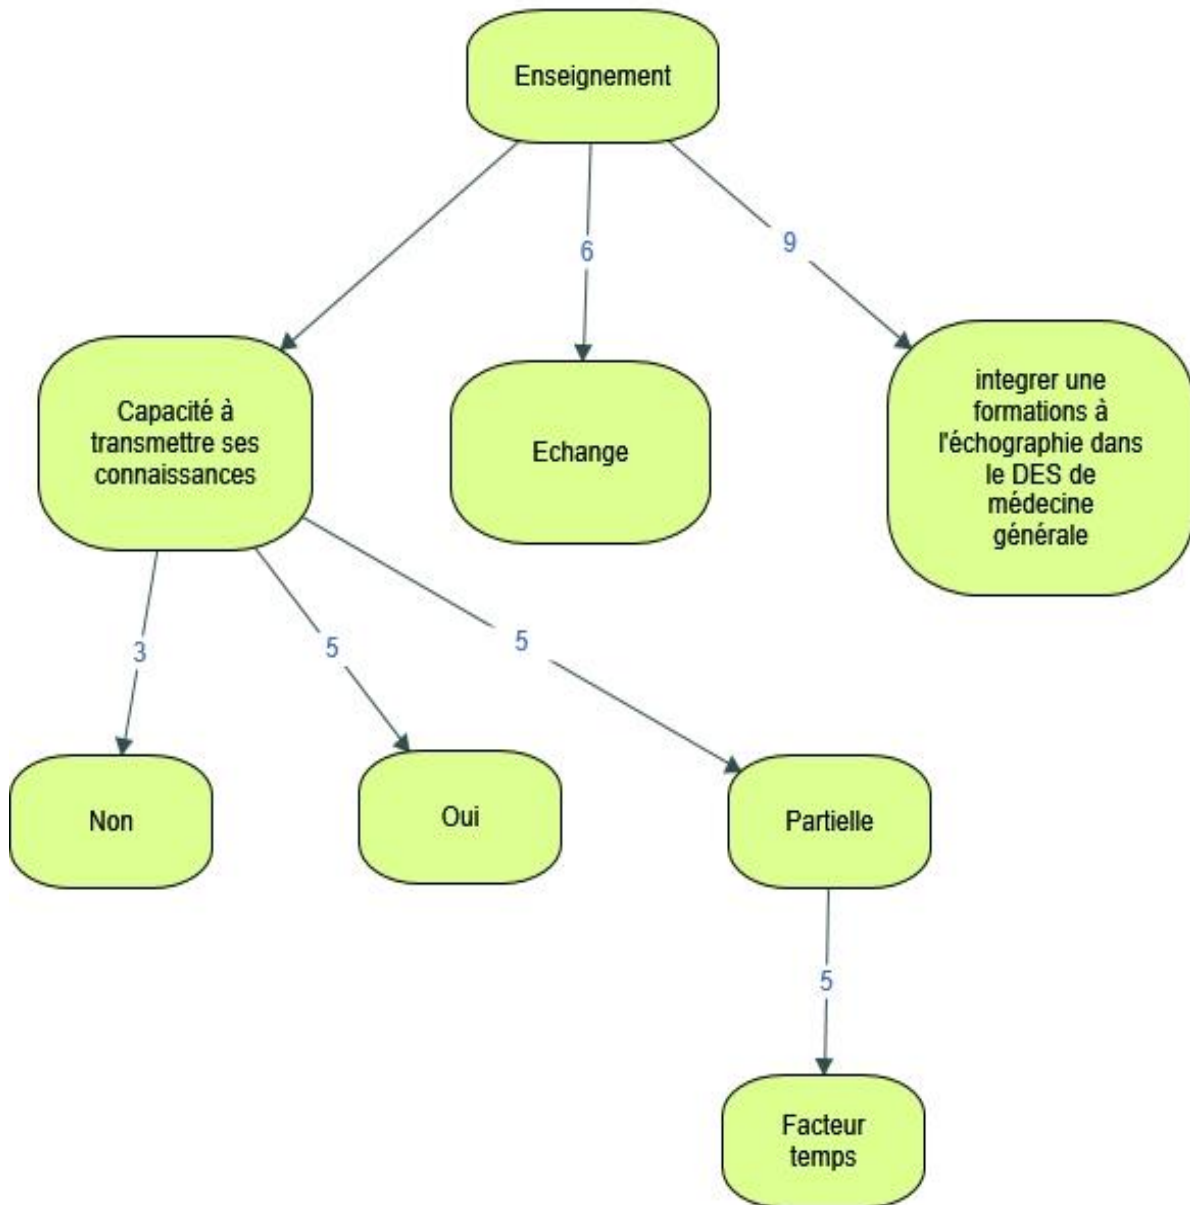 Enseignement
6
9
Capacité à
transmettre ses
connaissances
Echange
integrer une
formations à
l'échographie dans
le DES de
médecine
générale
3
5
5
Non
Oui
Partielle
5
Facteur
temps